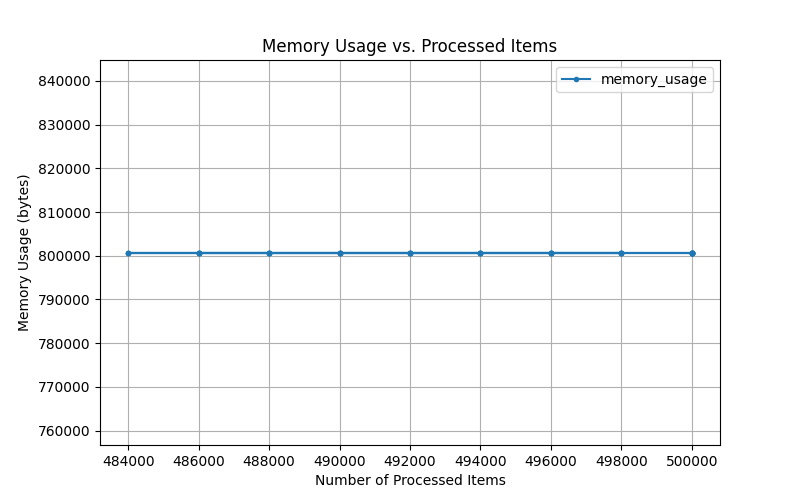 Memory Usage vs. Processed Items
memory_usage
Memory Usage (bytes)
840000
830000
820000
810000
800000
790000
780000
770000
760000
484000 486000 488000 490000 492000 494000 496000 498000 500000
Number of Processed Items